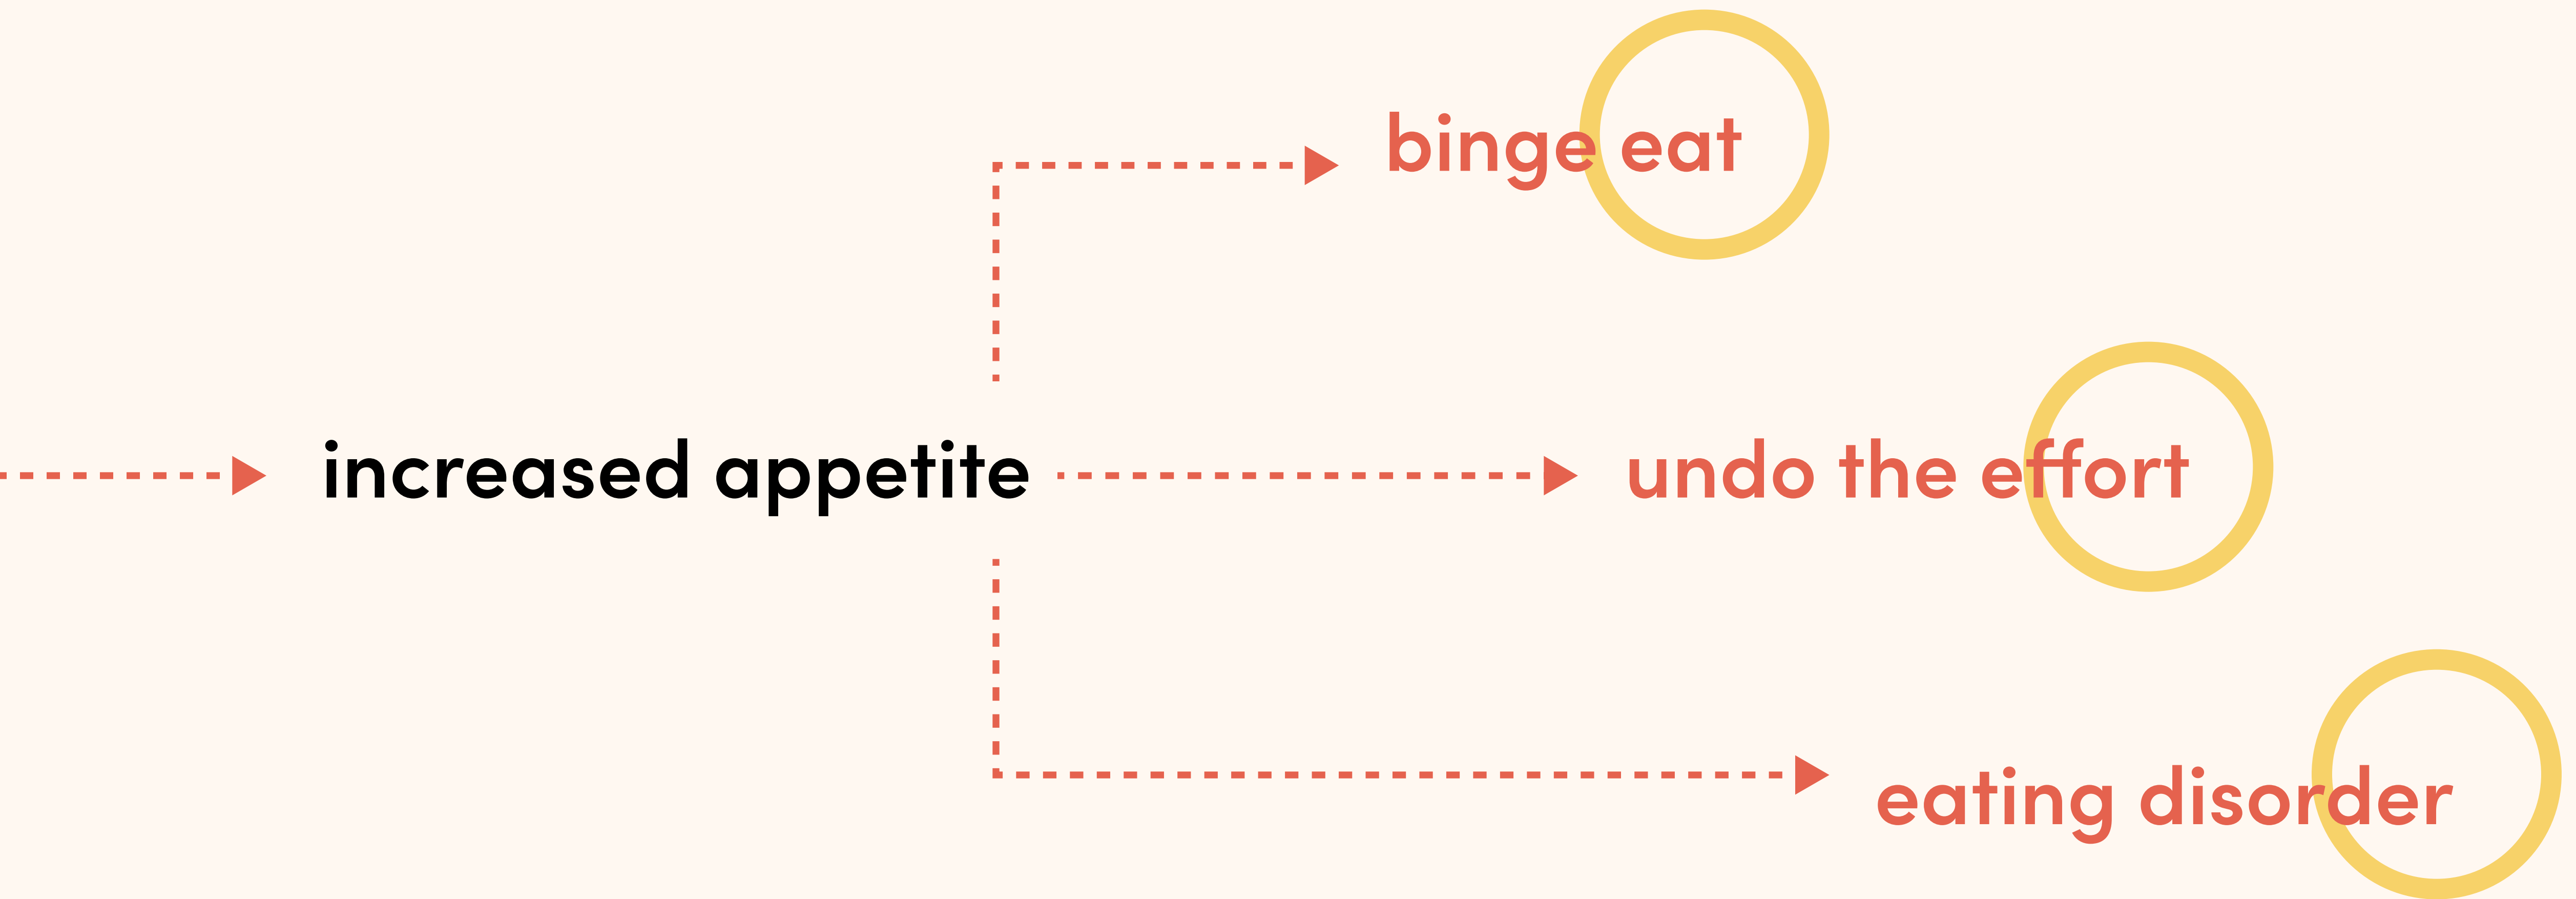 binge eat
increased appetite
undo the effort
eating disorder